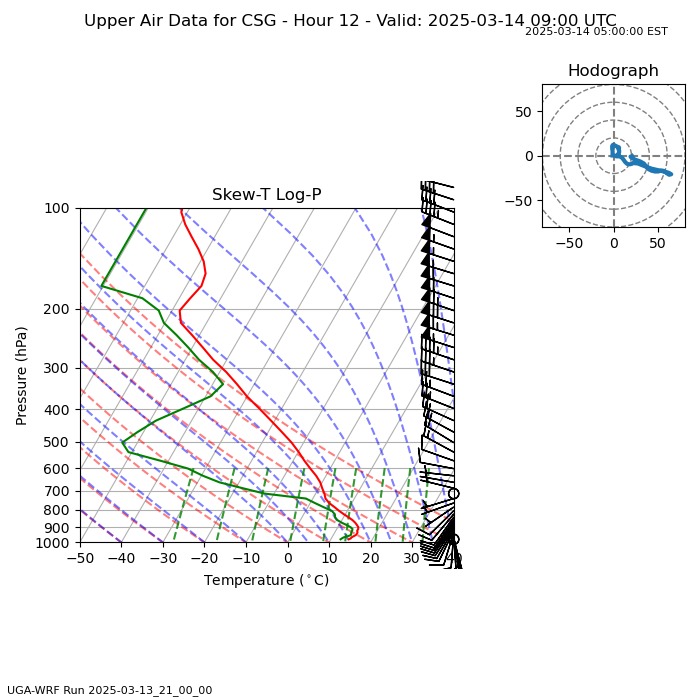 Upper Air Data for CSG - Hour 12 - Valid: 2025-03-14 09:00 UTC
2025-03-14 05:00:00 EST
Hodograph
50
0
−50
−50 0 50
Skew-T Log-P
100
200
300
400
500
600
700
800
900
1000
Pressure (hPa)
−50 −40 −30 −20 −10 0 10 20 30 40
Temperature (°C)
UGA-WRF Run 2025-03-13_21_00_00